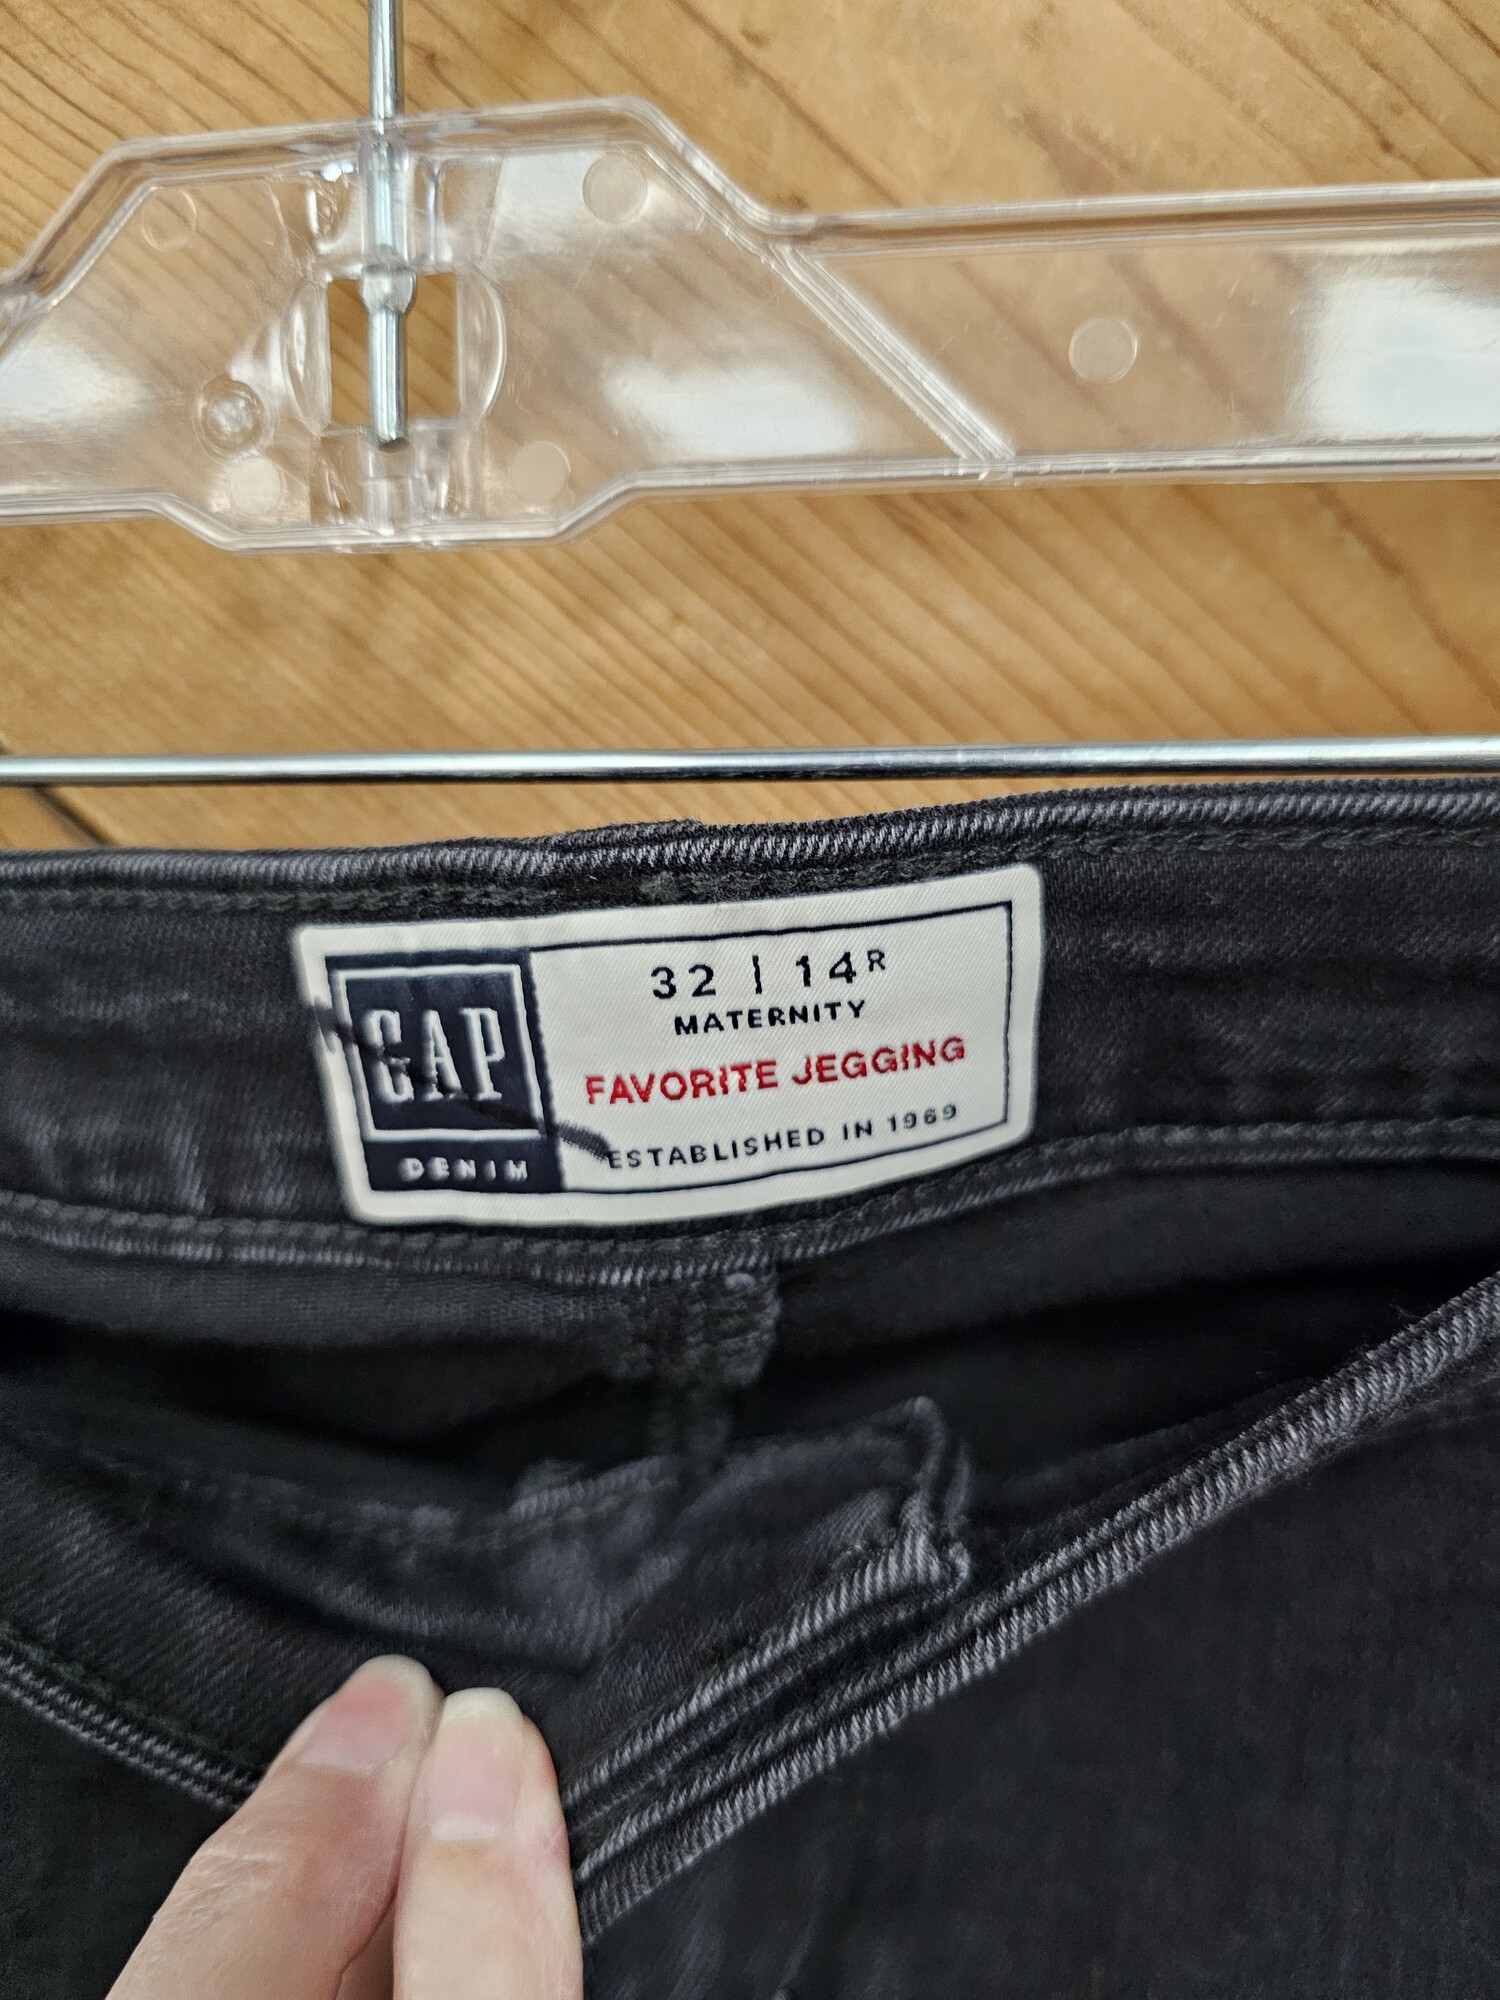 GAP
DENIM
32 | 14R
MATERNITY
FAVORITE JEGGING
ESTABLISHED IN 1969